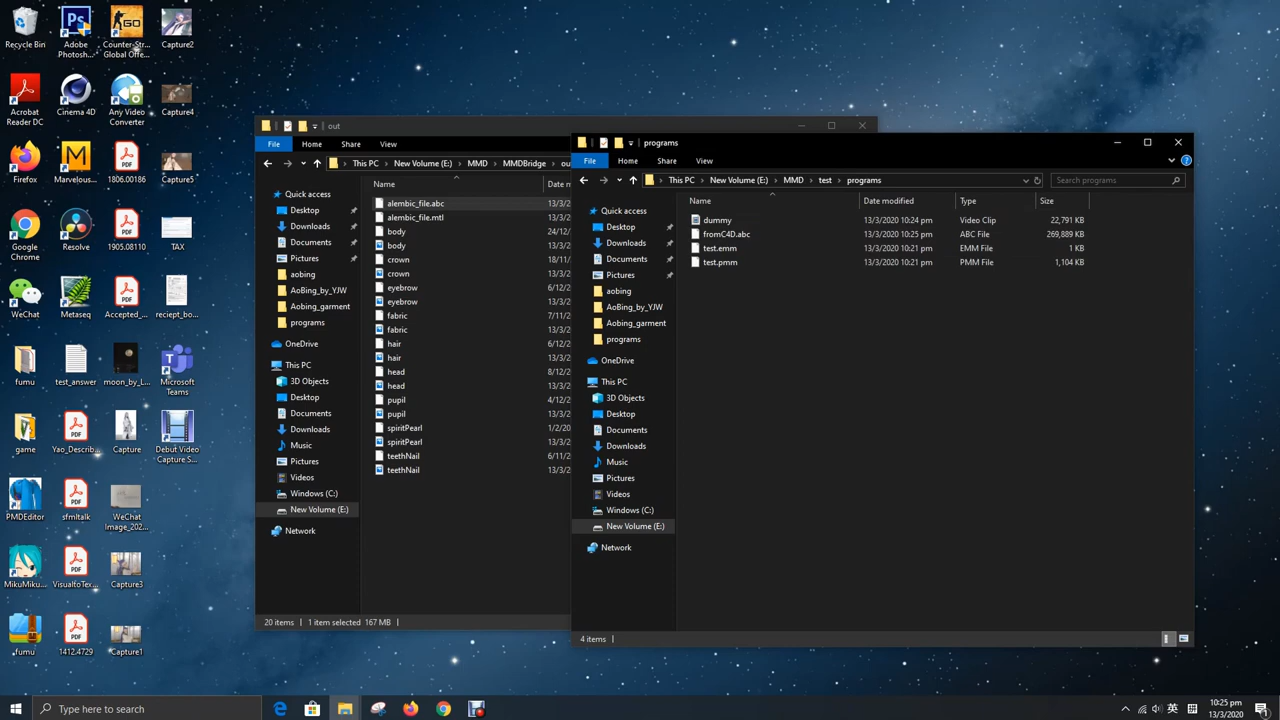 Recycle Bin
Adobe
Photosh...
Counter-Str...
Global Offe...
Capture2
Acrobat
Reader DC
Cinema 4D
Any Video
Converter
Capture4
Firefox
Marvelous...
1806.00186
Capture5
Google
Chrome
Resolve
1905.08110
TAX
WeChat
Metaseq
Accepted_...
reciept_bo...
fumu
test_answer
moon_by_L...
Microsoft
Teams
game
Yao_Describ...
Capture
Debut Video
Capture S...
PMDEditor
sfmltalk
WeChat
Image_202...
MikuMiku...
VisualtoTex...
Capture3
fumu
1412.4729
Capture1
out
File Home Share View
This PC New Volume (E:) MMD MMDBridge ou
Name Date m
Quick access
Desktop
Downloads
Documents
Pictures
aobing
AoBing_by_YJW
Aobing_garment
programs
OneDrive
This PC
3D Objects
Desktop
Documents
Downloads
Music
Pictures
Videos
Windows (C:)
New Volume (E:)
Network
alembic_file.abc 13/3/2
alembic_file.mtl 13/3/2
body 24/12/
body 13/3/2
crown 18/11/
crown 13/3/2
eyebrow 6/12/2
eyebrow 13/3/2
fabric 7/11/2
fabric 13/3/2
hair 6/12/2
hair 13/3/2
head 8/12/2
head 13/3/2
pupil 4/12/2
pupil 13/3/2
spiritPearl 1/2/20
spiritPearl 13/3/2
teethNail 6/11/2
teethNail 13/3/2
20 items 1 item selected 167 MB
programs
File Home Share View
This PC New Volume (E:) MMD test programs
Search programs
Name Date modified Type Size
dummy 13/3/2020 10:24 pm Video Clip 22,791 KB
fromC4D.abc 13/3/2020 10:25 pm ABC File 269,889 KB
test.emm 13/3/2020 10:21 pm EMM File 1 KB
test.pmm 13/3/2020 10:21 pm PMM File 1,104 KB
Quick access
Desktop
Downloads
Documents
Pictures
aobing
AoBing_by_YJW
Aobing_garment
programs
OneDrive
This PC
3D Objects
Desktop
Documents
Downloads
Music
Pictures
Videos
Windows (C:)
New Volume (E:)
Network
4 items
Type here to search
英
拼
10:25 pm
13/3/2020